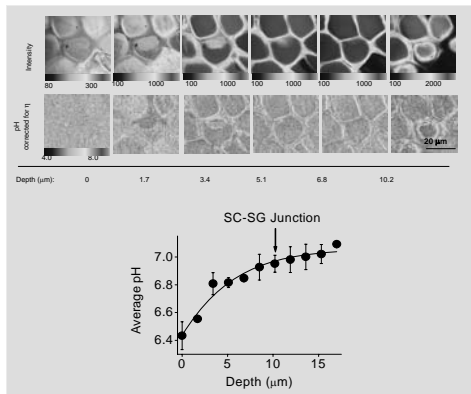 Intensity
80 300 100 1000 100 1000 100 1000 100 1000 100 2000
pH
corrected for η
20 µm
4.0 8.0
Depth (µm): 0 1.7 3.4 5.1 6.8 10.2
SC-SG Junction
Average pH
7.0
6.8
6.6
6.4
0 5 10 15
Depth (µm)